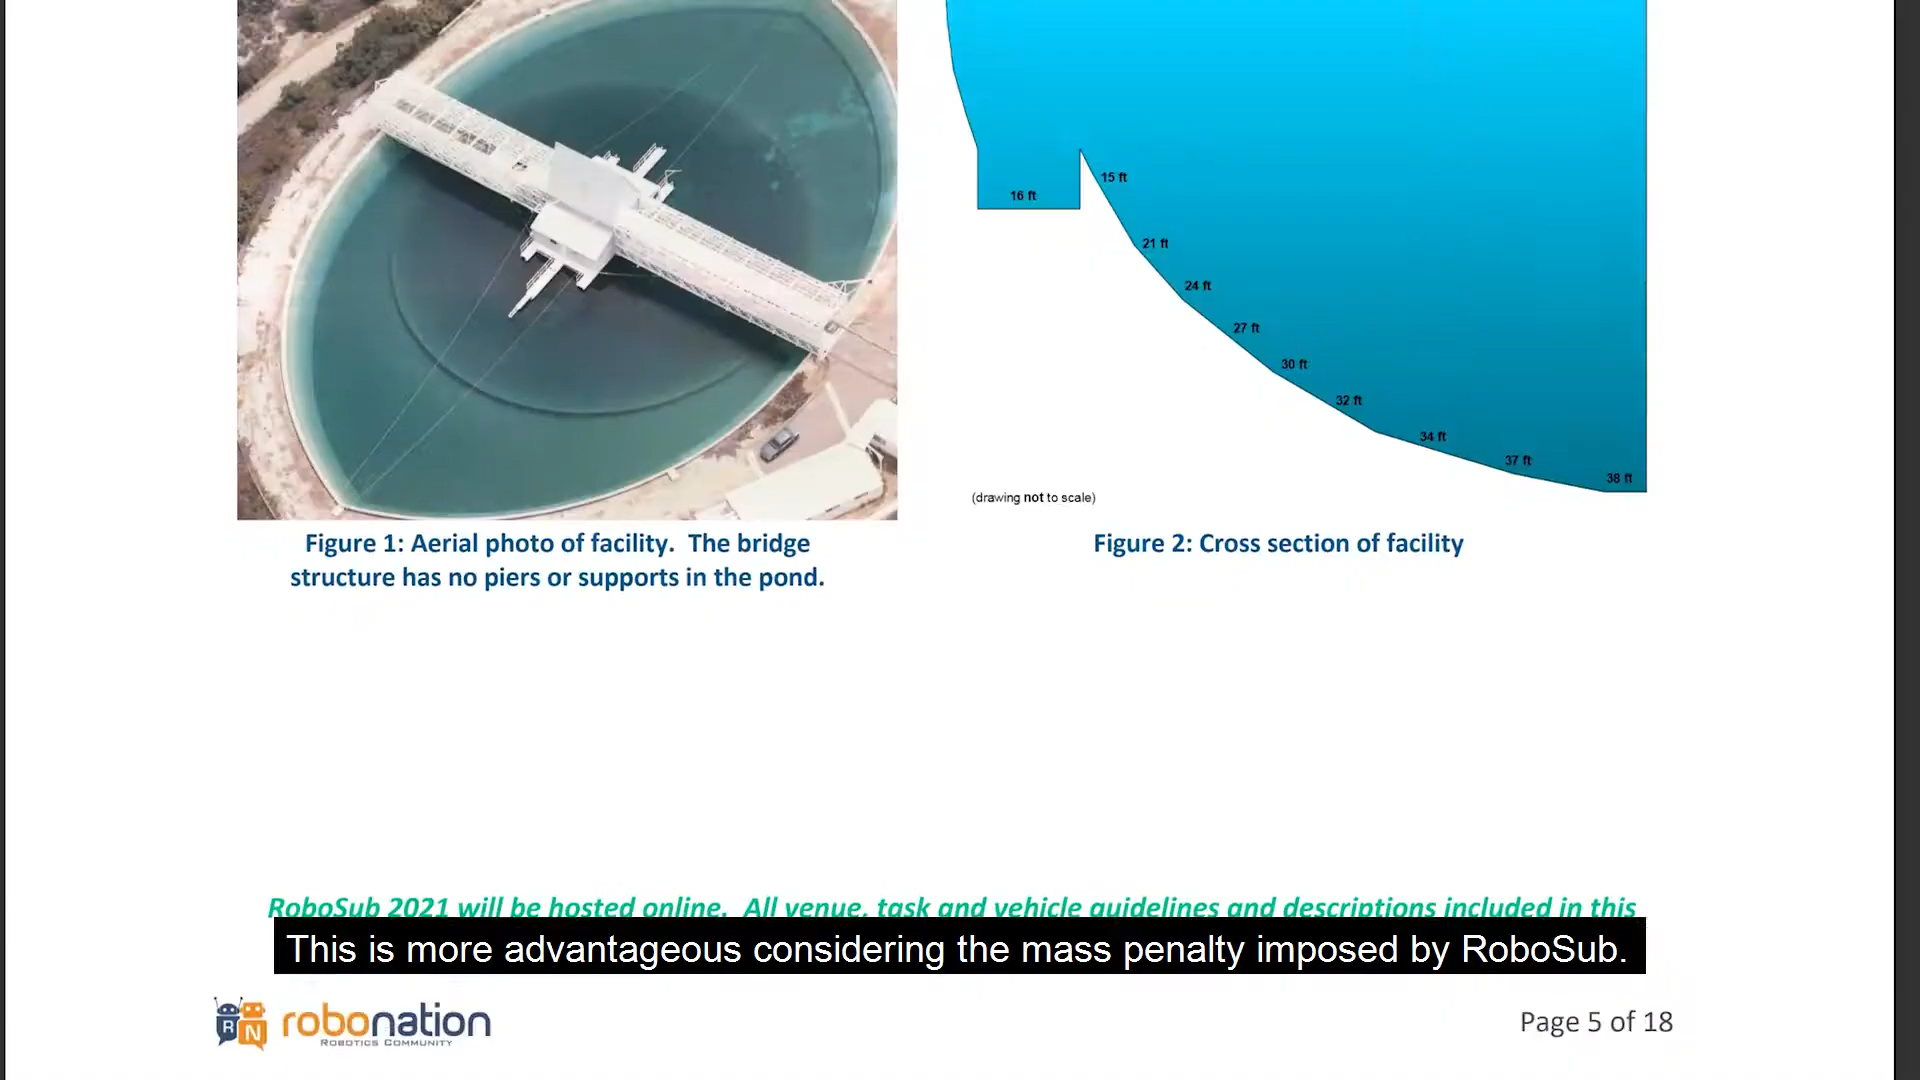 16 ft
15 ft
21 ft
24 ft
27 ft
30 ft
32 ft
34 ft
37 ft
38 ft
(drawing not to scale)
Figure 1: Aerial photo of facility. The bridge
structure has no piers or supports in the pond.
Figure 2: Cross section of facility
RoboSub 2021 will be hosted online. All venue, task and vehicle guidelines and descriptions included in this
This is more advantageous considering the mass penalty imposed by RoboSub.
R N robonation
ROBOTICS COMMUNITY
Page 5 of 18